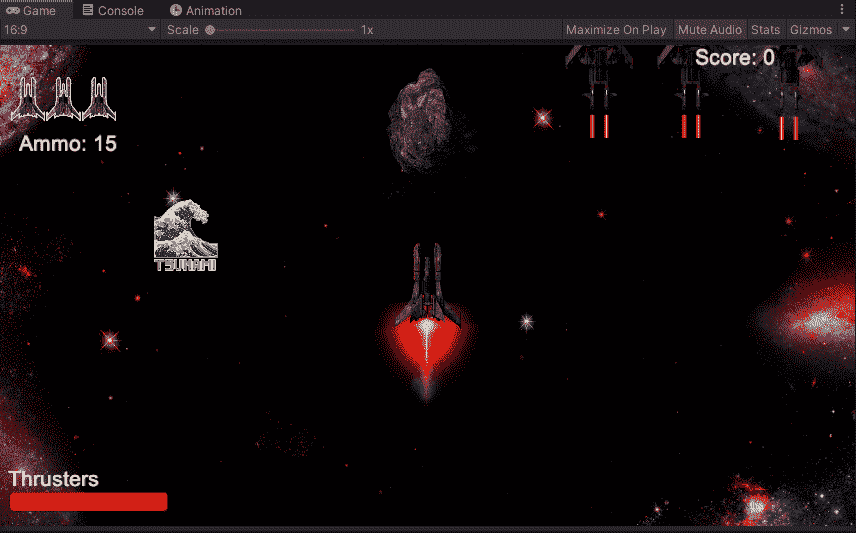 Game Console Animation
16:9 Scale 1x Maximize On Play Mute Audio Stats Gizmos
Score: 0
Ammo: 15
TSUNAMI
Thrusters